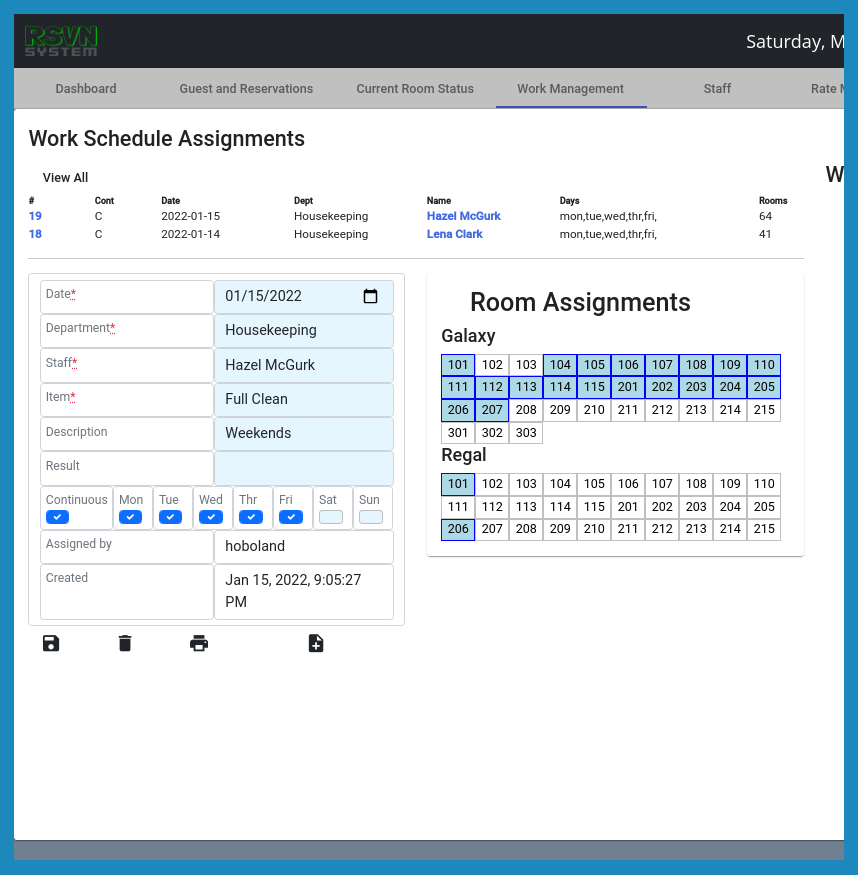 RSVN
SYSTEM
Saturday, M
Dashboard Guest and Reservations Current Room Status Work Management Staff Rate M
Work Schedule Assignments
View All
W
# Cont Date Dept Name Days Rooms
19 C 2022-01-15 Housekeeping Hazel McGurk mon,tue,wed,thr,fri, 64
18 C 2022-01-14 Housekeeping Lena Clark mon,tue,wed,thr,fri, 41
Date* 01/15/2022
Department* Housekeeping
Staff* Hazel McGurk
Item* Full Clean
Description Weekends
Result
Continuous Mon Tue Wed Thr Fri Sat Sun
Assigned by hoboland
Created Jan 15, 2022, 9:05:27
PM
Room Assignments
Galaxy
101 102 103 104 105 106 107 108 109 110
111 112 113 114 115 201 202 203 204 205
206 207 208 209 210 211 212 213 214 215
301 302 303
Regal
101 102 103 104 105 106 107 108 109 110
111 112 113 114 115 201 202 203 204 205
206 207 208 209 210 211 212 213 214 215